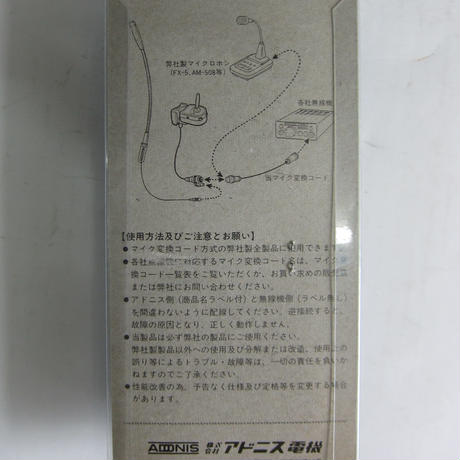 弊社製マイクロホン
(FX-5、AM-508等)
各社無線機
当マイク変換コード
【使用方法及びご注意とお願い】
●マイク変換コード方式の弊社製全製品に使用できます。
●各社無線機に対応するマイク変換コード名は、マイク変
換コード一覧表をご覧いただくか、お買い求めの販売店
または弊社にお問い合わせください。
●アドニス側(商品名ラベル付)と無線機側(ラベル無し)
を間違わないように配線してください。逆接続すると、
故障の原因となり、正しく動作しません。
●当製品は必ず弊社の製品にご使用ください。
弊社製製品以外への使用及び分解または改造、使用上の
誤り等によるトラブル・故障等は、一切の責任を負いか
ねますのでご了承ください。
●性能改善の為、予告なく仕様及び定格等を変更する場合
があります。
ADONIS 株式会社 アドニス電機